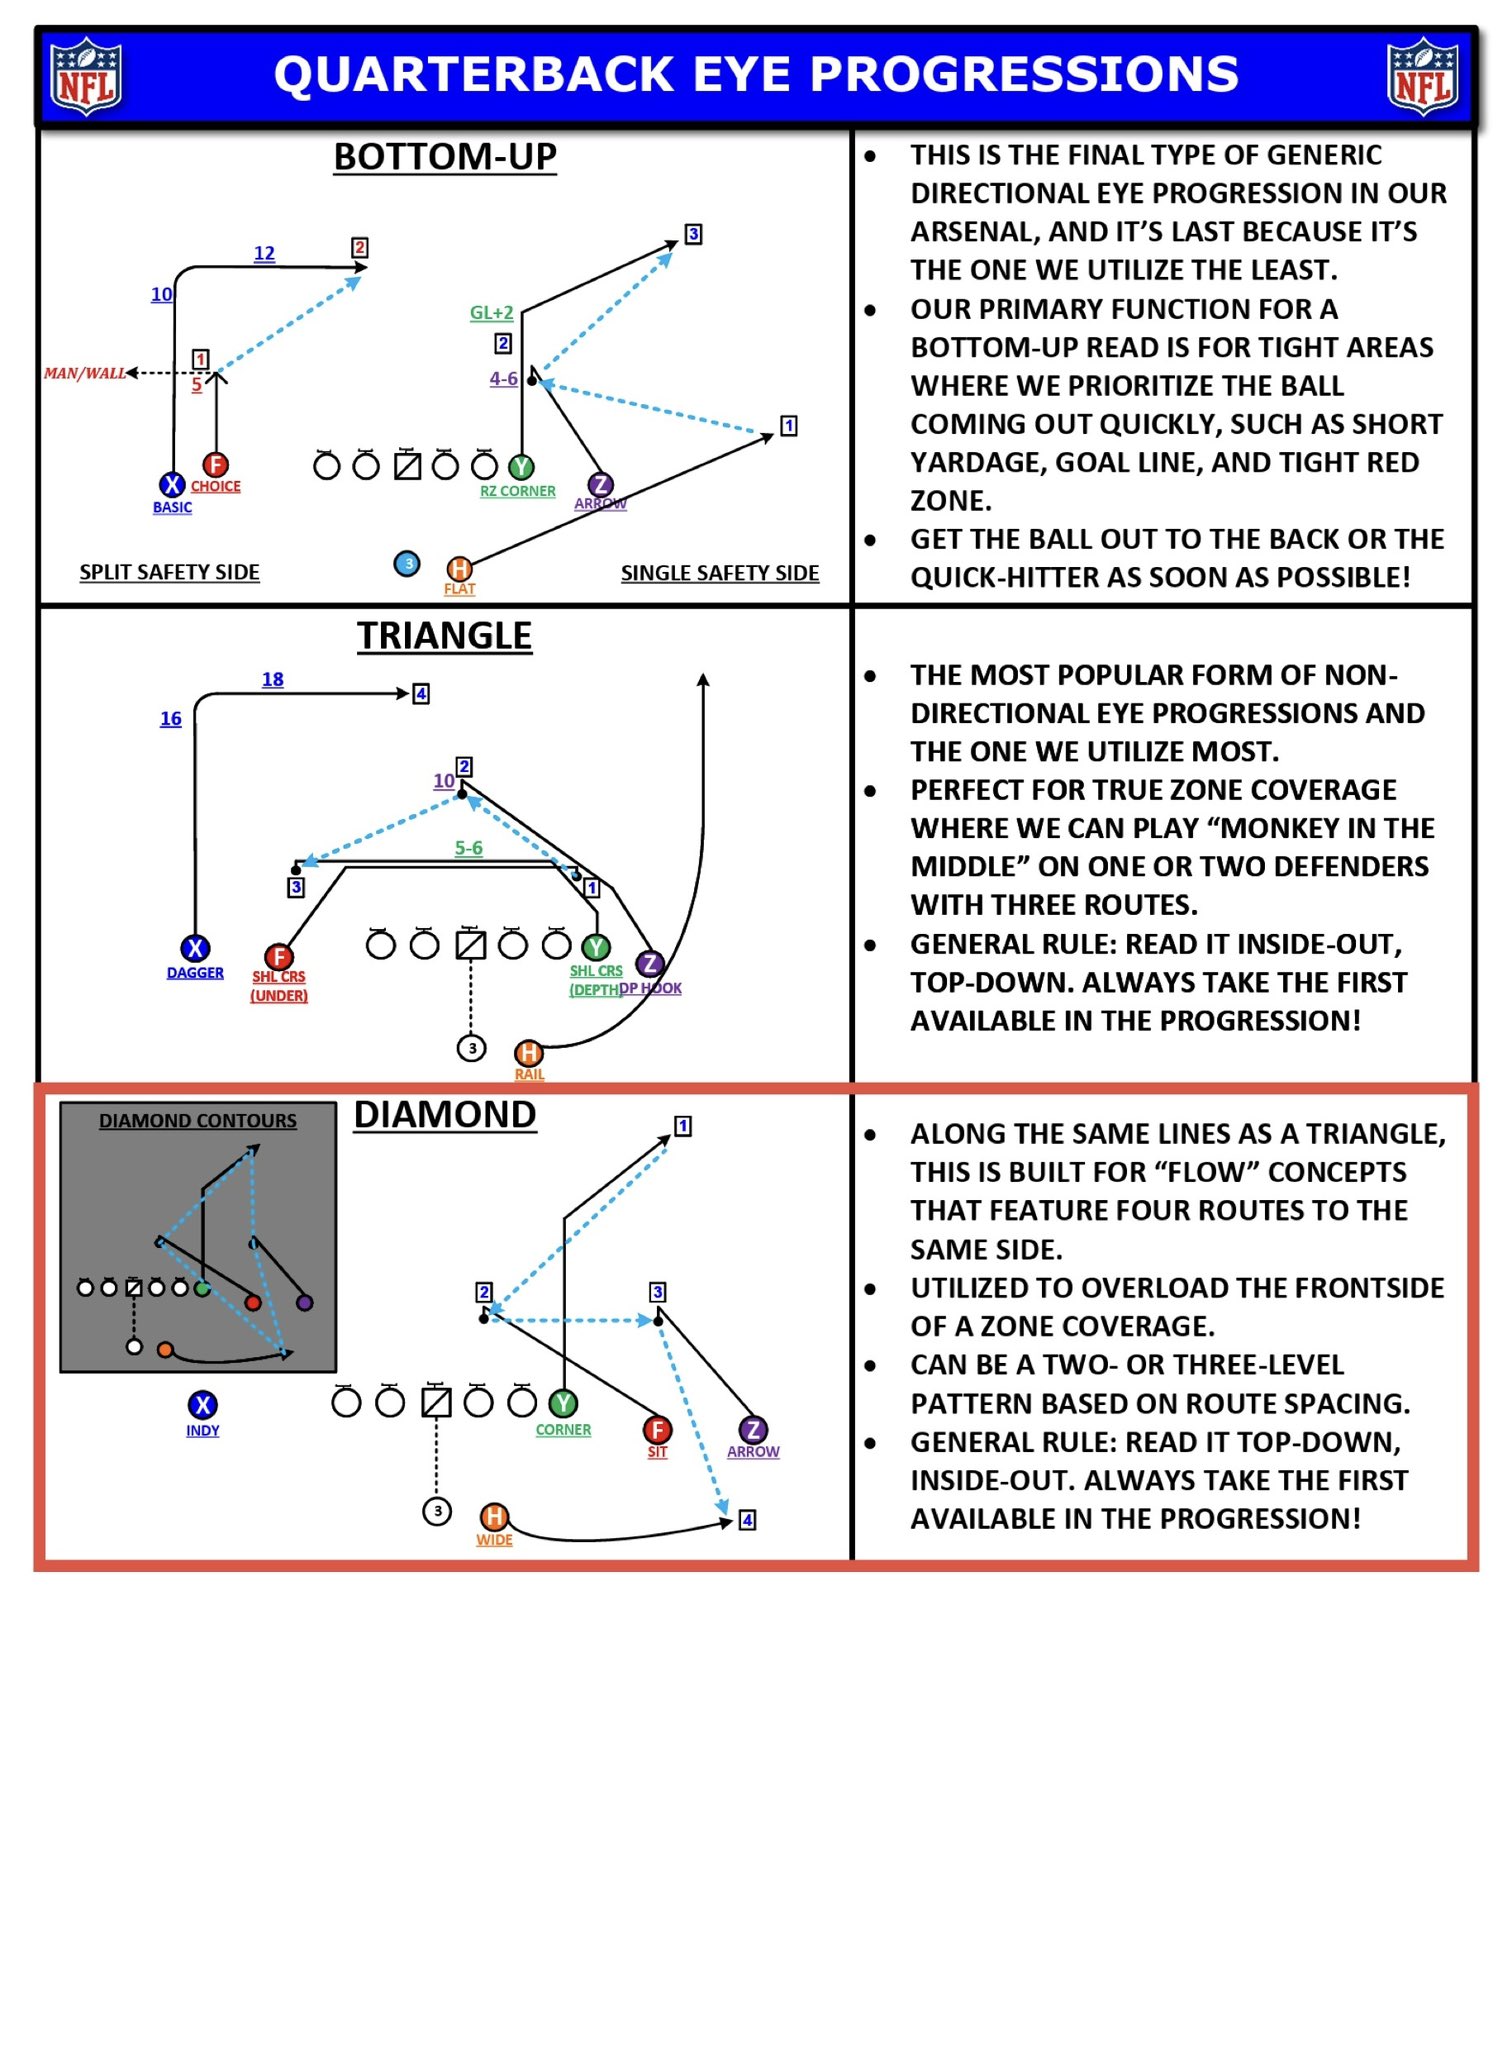 NFL
QUARTERBACK EYE PROGRESSIONS
NFL
BOTTOM-UP
12
2
10
1
MAN/WALL
5
3
GL+2
2
4-6
1
X
BASIC
F
CHOICE
Y
RZ CORNER
Z
ARROW
3
H
FLAT
SPLIT SAFETY SIDE
SINGLE SAFETY SIDE
• THIS IS THE FINAL TYPE OF GENERIC
DIRECTIONAL EYE PROGRESSION IN OUR
ARSENAL, AND IT’S LAST BECAUSE IT’S
THE ONE WE UTILIZE THE LEAST.
• OUR PRIMARY FUNCTION FOR A
BOTTOM-UP READ IS FOR TIGHT AREAS
WHERE WE PRIORITIZE THE BALL
COMING OUT QUICKLY, SUCH AS SHORT
YARDAGE, GOAL LINE, AND TIGHT RED
ZONE.
• GET THE BALL OUT TO THE BACK OR THE
QUICK-HITTER AS SOON AS POSSIBLE!
TRIANGLE
18
4
16
2
10
5-6
3
1
X
DAGGER
F
SHL CRS
(UNDER)
Y
SHL CRS
(DEPTH)
Z
DP HOOK
3
H
RAIL
• THE MOST POPULAR FORM OF NON-
DIRECTIONAL EYE PROGRESSIONS AND
THE ONE WE UTILIZE MOST.
• PERFECT FOR TRUE ZONE COVERAGE
WHERE WE CAN PLAY “MONKEY IN THE
MIDDLE” ON ONE OR TWO DEFENDERS
WITH THREE ROUTES.
• GENERAL RULE: READ IT INSIDE-OUT,
TOP-DOWN. ALWAYS TAKE THE FIRST
AVAILABLE IN THE PROGRESSION!
DIAMOND
DIAMOND CONTOURS
1
2
3
X
INDY
Y
CORNER
F
SIT
Z
ARROW
3
H
WIDE
4
• ALONG THE SAME LINES AS A TRIANGLE,
THIS IS BUILT FOR “FLOW” CONCEPTS
THAT FEATURE FOUR ROUTES TO THE
SAME SIDE.
• UTILIZED TO OVERLOAD THE FRONTSIDE
OF A ZONE COVERAGE.
• CAN BE A TWO- OR THREE-LEVEL
PATTERN BASED ON ROUTE SPACING.
• GENERAL RULE: READ IT TOP-DOWN,
INSIDE-OUT. ALWAYS TAKE THE FIRST
AVAILABLE IN THE PROGRESSION!